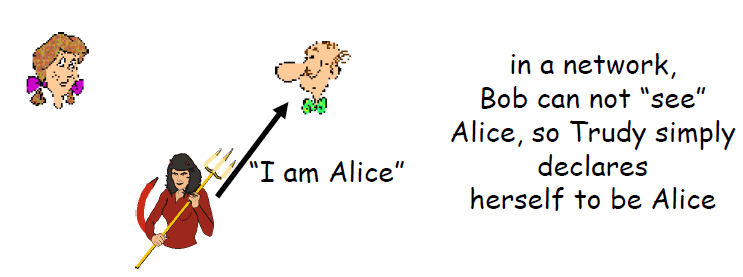 in a network,
Bob can not “see”
Alice, so Trudy simply
declares
herself to be Alice
“I am Alice”